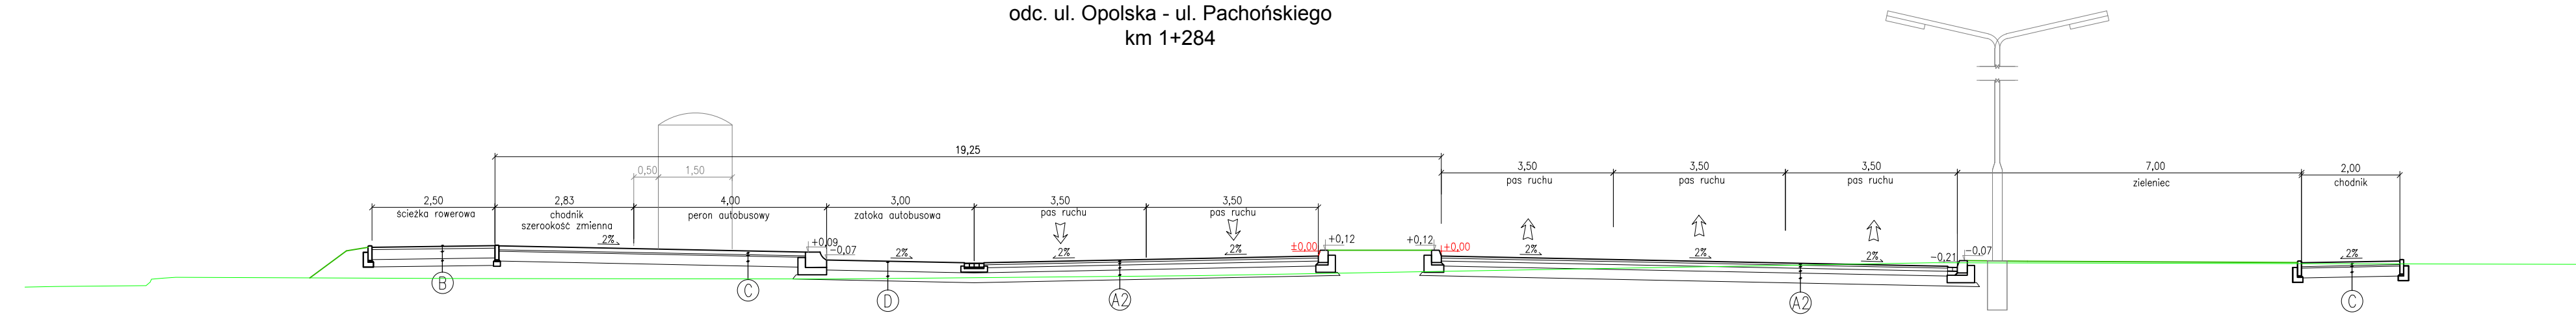 odc. ul. Opolska - ul. Pachońskiego
km 1+284
19,25
0,50 1,50
3,50 3,50 3,50 7,00 2,00
pas ruchu pas ruchu pas ruchu zieleniec chodnik
2,50 2,83 4,00 3,00 3,50 3,50
ścieżka rowerowa chodnik peron autobusowy zatoka autobusowa pas ruchu pas ruchu
szerookość zmienna
2% +0,09 -0,07 2% 2% 2% ±0,00 +0,12 +0,12 ±0,00 2% 2% 2% -0,21 -0,07 2%
B C D A2 A2 C